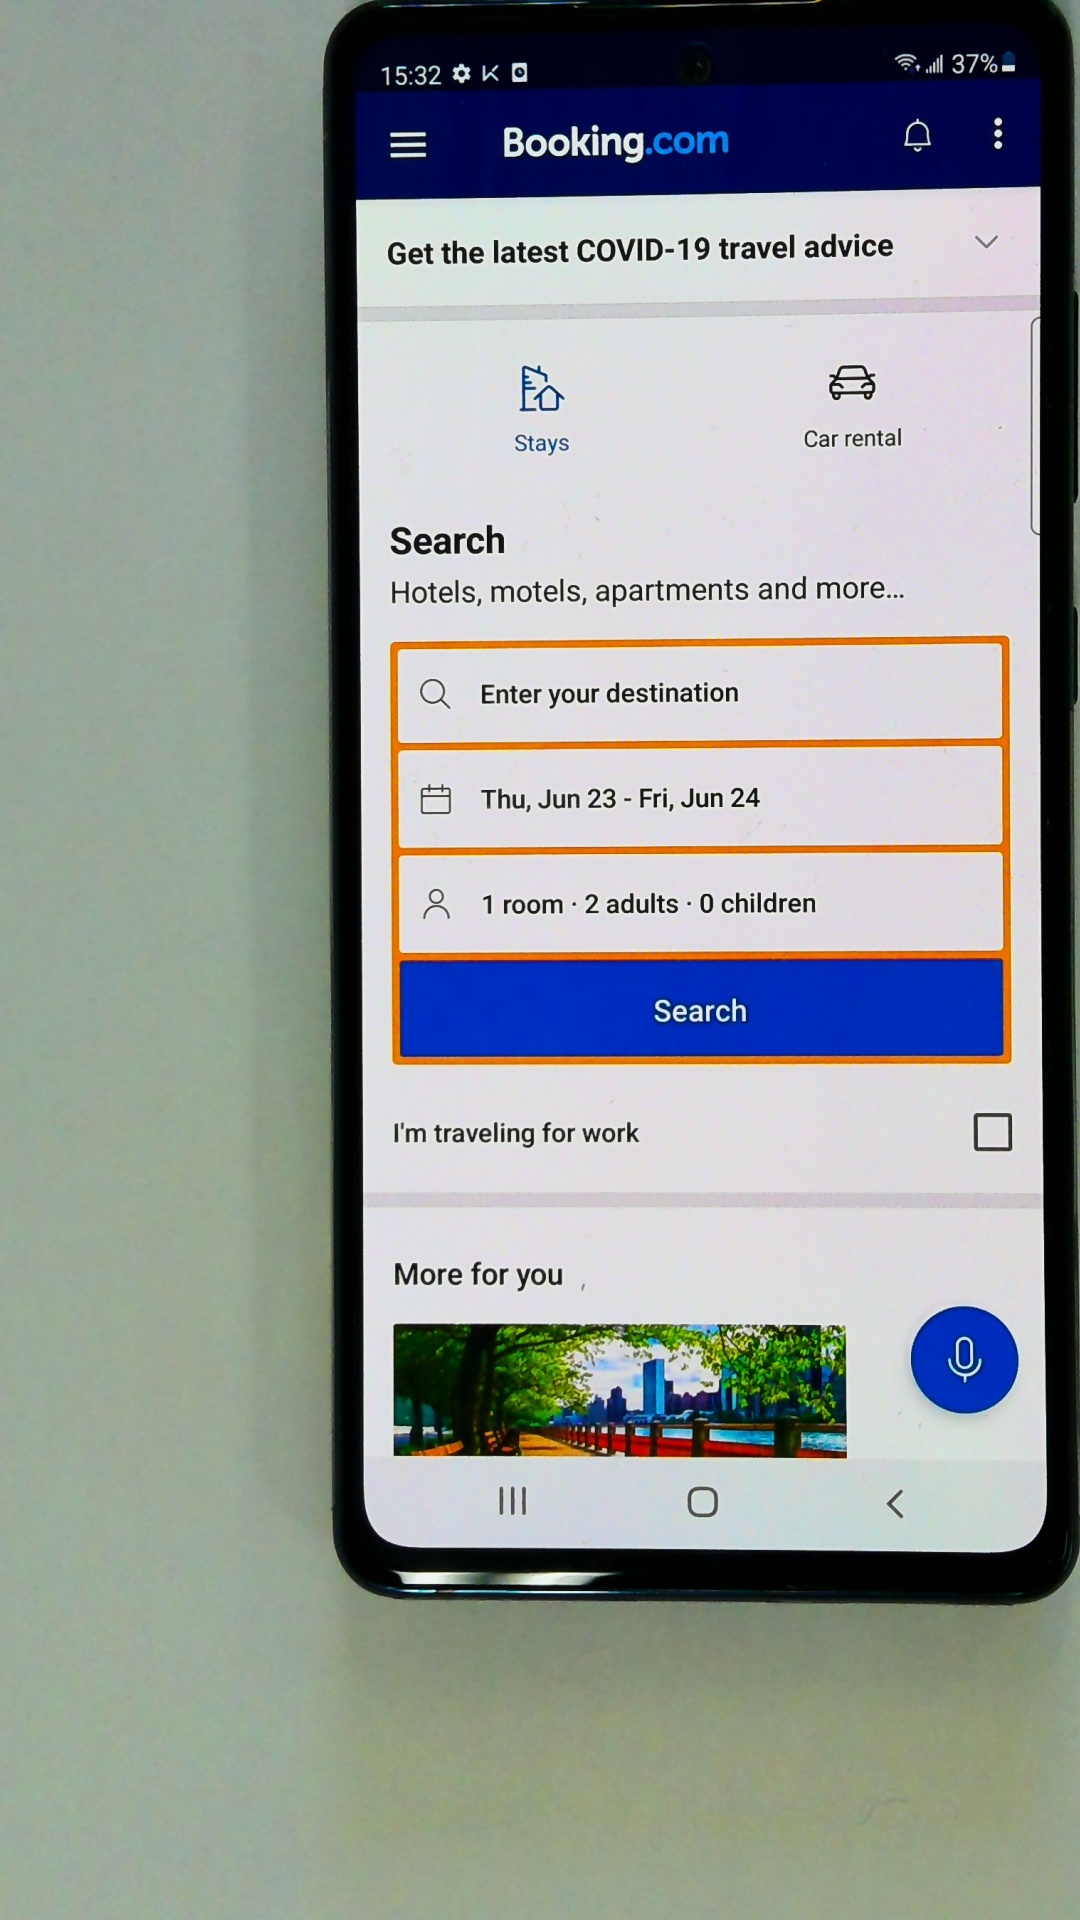 15:32
37%
Booking.com
Get the latest COVID-19 travel advice
Stays
Car rental
Search
Hotels, motels, apartments and more...
Enter your destination
Thu, Jun 23 - Fri, Jun 24
1 room · 2 adults · 0 children
Search
I'm traveling for work
More for you